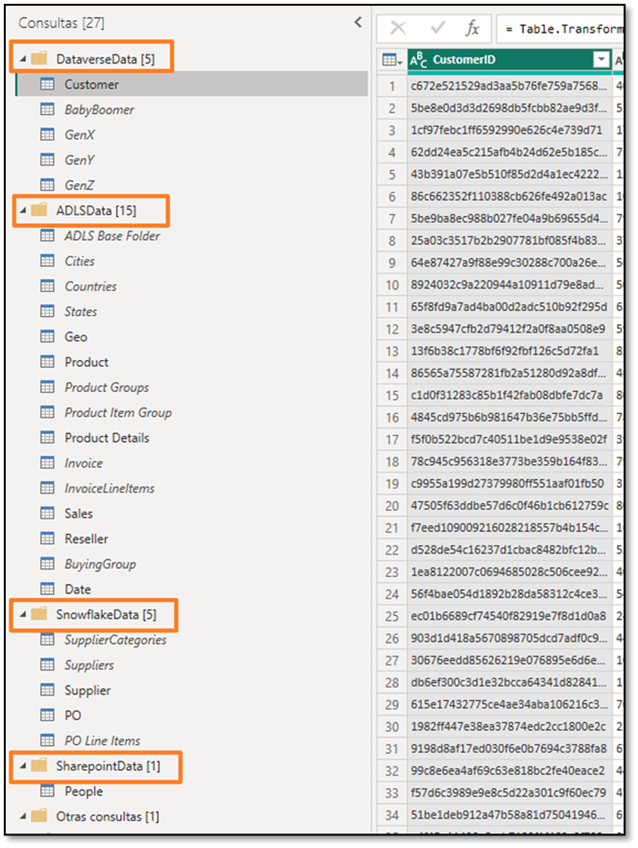 Consultas [27]
DataverseData [5]
Customer
BabyBoomer
GenX
GenY
GenZ
ADLSData [15]
ADLS Base Folder
Cities
Countries
States
Geo
Product
Product Groups
Product Item Group
Product Details
Invoice
InvoiceLineItems
Sales
Reseller
BuyingGroup
Date
SnowflakeData [5]
SupplierCategories
Suppliers
Supplier
PO
PO Line Items
SharepointData [1]
People
Otras consultas [1]
fx = Table.Transform
ABC CustomerID
1 c672e521529ad3aa5b76fe759a7568...
2 5be8e0d3d3d2698db5fcbb82ae9d3f...
3 1cf97febc1ff6592990e626c4e739d71
4 62dd24ea5c215afb4b24d62e5b185c...
5 43b391a07e5b510f85d2d4a1ec4222...
6 86c662352f110388cb626fe492a013ac
7 5be9ba8ec988b027fe04a9b69655d4...
8 25a03c3517b2b2907781bf085f4b83...
9 64e87427a9f88e99c30288c700a26e...
10 8924032c9a220944a10911d79e8ad...
11 65f8fd9a7ad4ba00d2adc510b92f295d
12 3e8c5947cfb2d79412f2a0f8aa0508e9
13 13f6b38c1778bf6f92fbf126c5d72fa1
14 86565a75587281fb2a51280d92a8df...
15 c1d0f31283c85b1f42fab08dbfe7dc7a
16 4845cd975b6b981647b36e75bb5ffd...
17 f5f0b522bcd7c40511be1d9e9538e02f
18 78c945c956318e3773be359b164f83...
19 c9955a199d27379980ff551aaf01fb50
20 47505f63ddbe57d6c0f46b1cb612759c
21 f7eed109009216028218557b4b154c...
22 d528de54c16237d1cbac8482bfc12b...
23 1ea8122007c0694685028c506cee92...
24 56f4bae054d1892b28da58312c4ce3...
25 ec01b6689cf74540f82919e7f8d1d0a8
26 903d1d418a5670898705dcd7adf0c9...
27 30676eedd85626219e076895e6d6e...
28 db6ef300c3d1e32bcca64341d82841...
29 615e17432775ce4ae34aba106216c3...
30 1982ff447e38ea37874edc2cc1800e2c
31 9198d8af17ed030f6e0b7694c3788fa8
32 99c8e6ea4af69c63e818bc2fe40eace2
33 f57d6c3989e9e8c5d22a301c9f60ec79
34 51be1deb912a47b58a81d75041946...